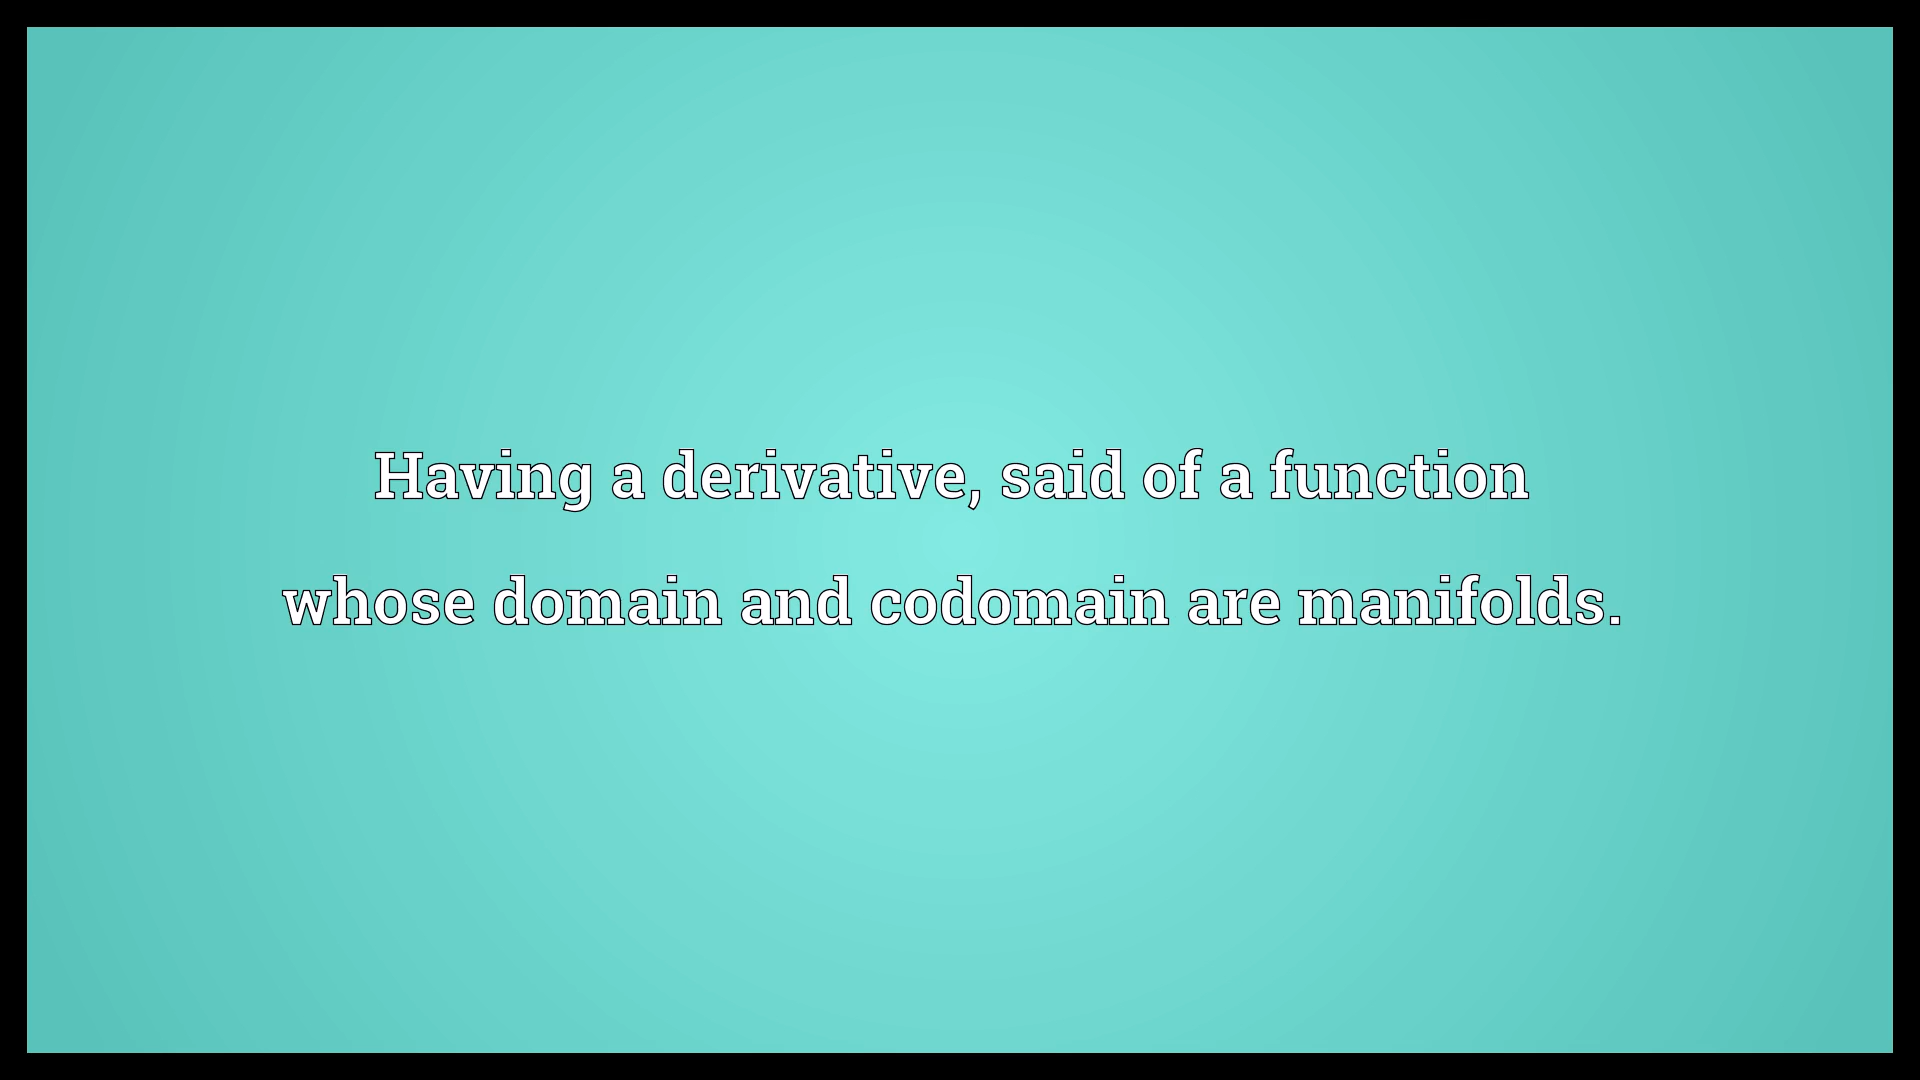 Having a derivative, said of a function
whose domain and codomain are manifolds.